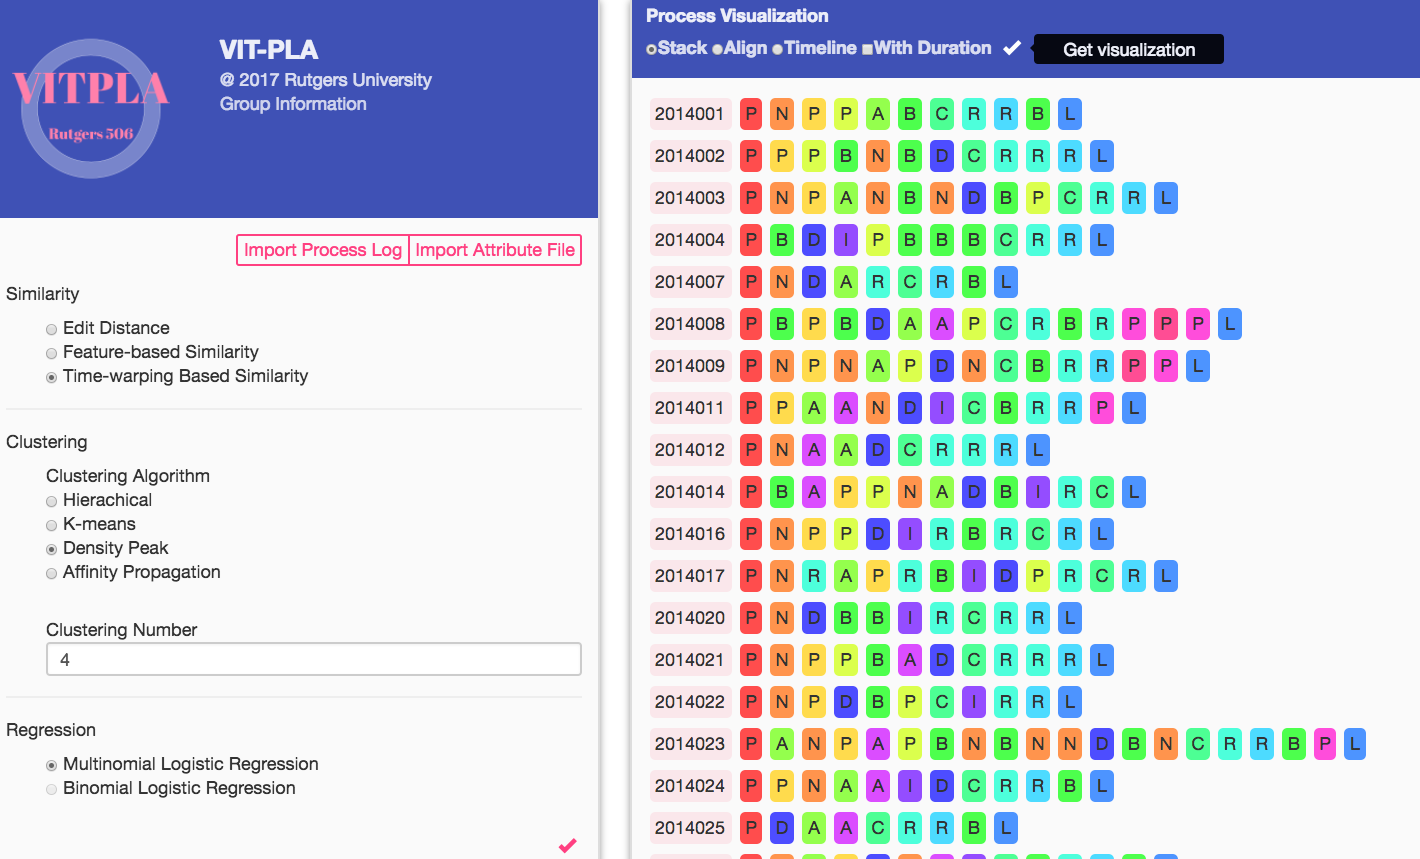 VITPLA
Rutgers 506
VIT-PLA
@ 2017 Rutgers University
Group Information
Import Process Log Import Attribute File
Similarity
Edit Distance
Feature-based Similarity
Time-warping Based Similarity
Clustering
Clustering Algorithm
Hierachical
K-means
Density Peak
Affinity Propagation
Clustering Number
4
Regression
Multinomial Logistic Regression
Binomial Logistic Regression
Process Visualization
Stack Align Timeline With Duration Get visualization
2014001 P N P P A B C R R B L
2014002 P P P B N B D C R R R L
2014003 P N P A N B N D B P C R R L
2014004 P B D I P B B B C R R L
2014007 P N D A R C R B L
2014008 P B P B D A A P C R B R P P P L
2014009 P N P N A P D N C B R R P P L
2014011 P P A A N D I C B R R P L
2014012 P N A A D C R R R L
2014014 P B A P P N A D B I R C L
2014016 P N P P D I R B R C R L
2014017 P N R A P R B I D P R C R L
2014020 P N D B B I R C R R L
2014021 P N P P B A D C R R R L
2014022 P N P D B P C I R R L
2014023 P A N P A P B N B N N D B N C R R B P L
2014024 P P N A A I D C R R B L
2014025 P D A A C R R B L